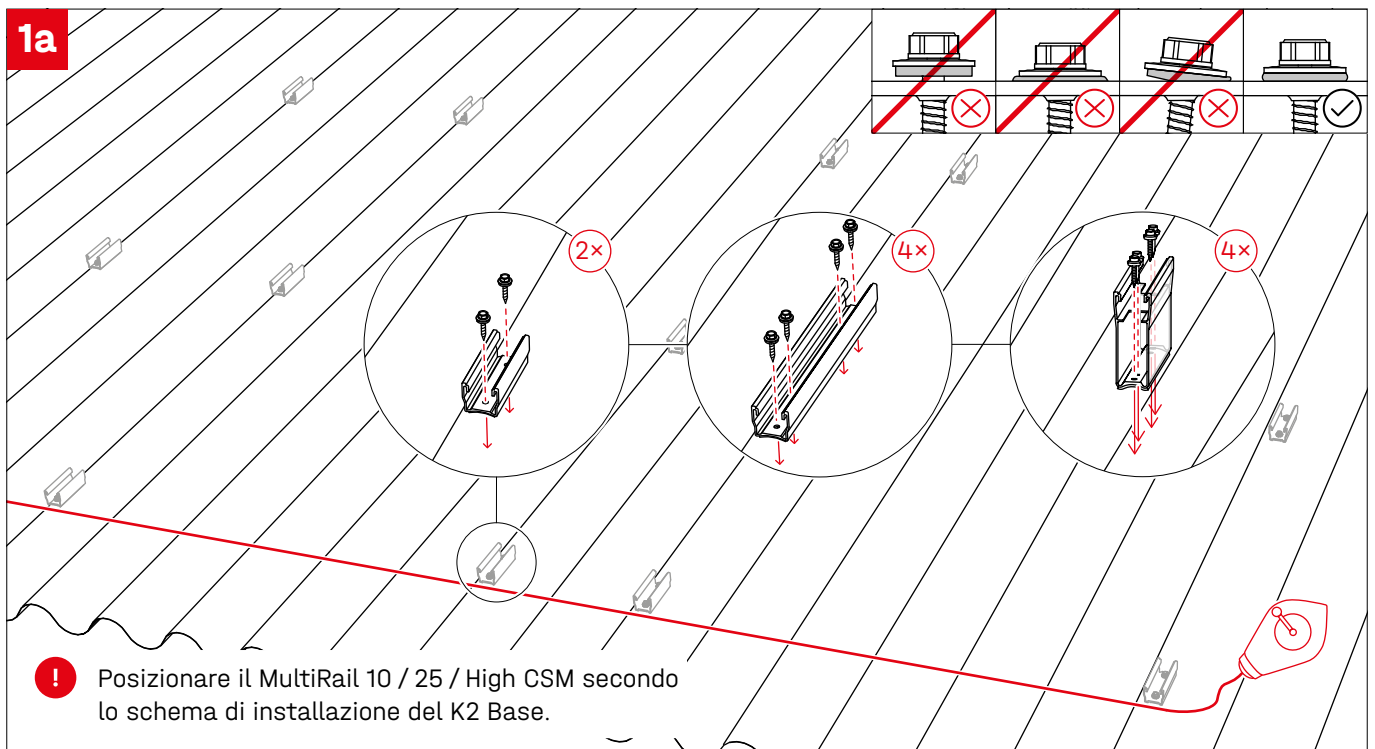 1a
2×
4×
4×
!
Posizionare il MultiRail 10 / 25 / High CSM secondo
lo schema di installazione del K2 Base.